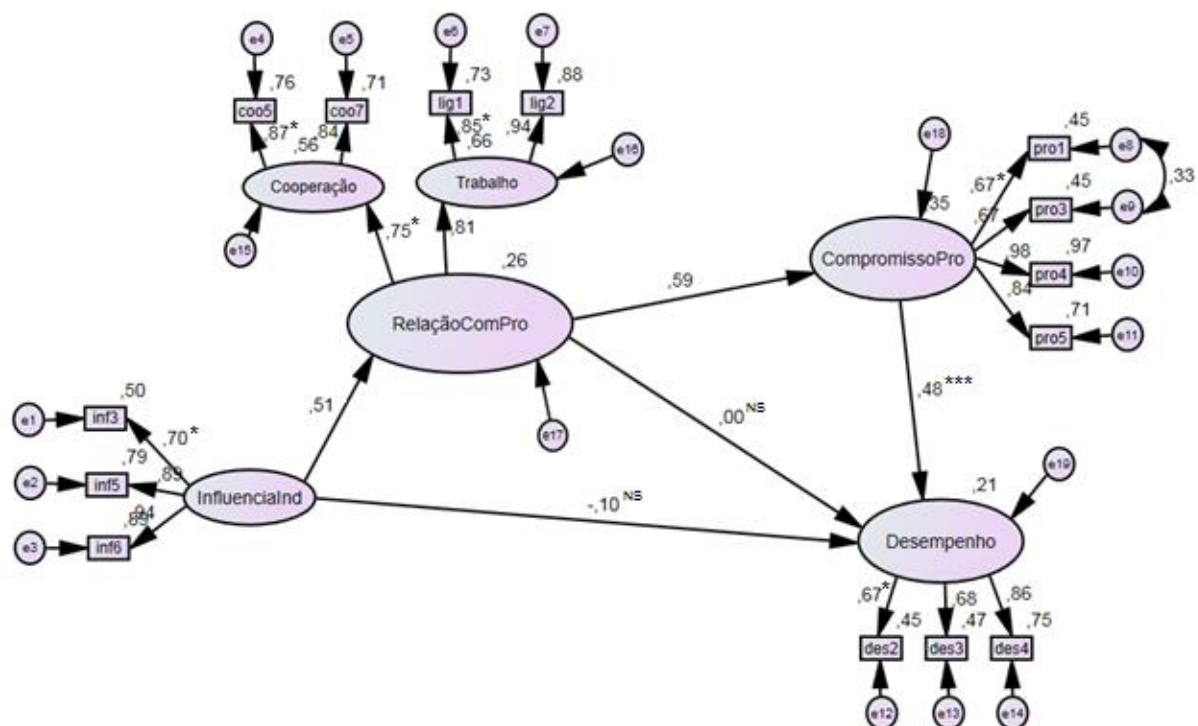 e4
e5
e6
e7
,76
,71
,73
,88
coo5
coo7
lig1
lig2
,87*
,56
,84
,85*
,66
,94
e18
,45
pro1
e8
,33
e16
Cooperação
Trabalho
,67*
,45
,35
,67
pro3
e9
e15
,75*
,81
,98
,97
,26
CompromissoPro
pro4
e10
,59
,84
,71
RelaçãoComPro
pro5
e11
,50
,51
,48***
e1
inf3
,70*
,00NS
e17
,79
,89
e19
e2
inf5
InfluenciaInd
,21
,94
,89
-,10NS
e3
inf6
Desempenho
,67*
,68
,86
,45
,47
,75
des2
des3
des4
e12
e13
e14